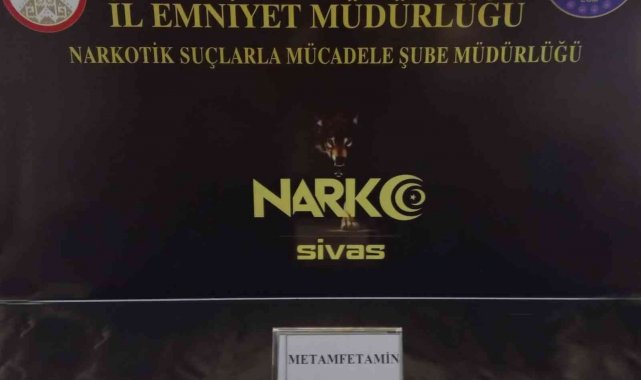 İL EMNİYET MÜDÜRLÜĞÜ
NARKOTİK SUÇLARLA MÜCADELE ŞUBE MÜDÜRLÜĞÜ
NARKO
sivas
METAMFETAMİN